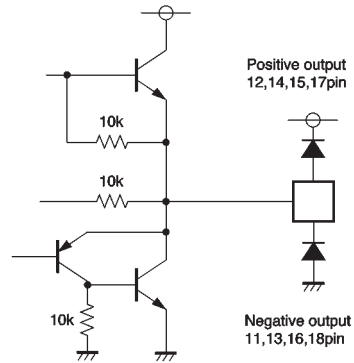 Positive output
12,14,15,17pin
10k
10k
10k
Negative output
11,13,16,18pin